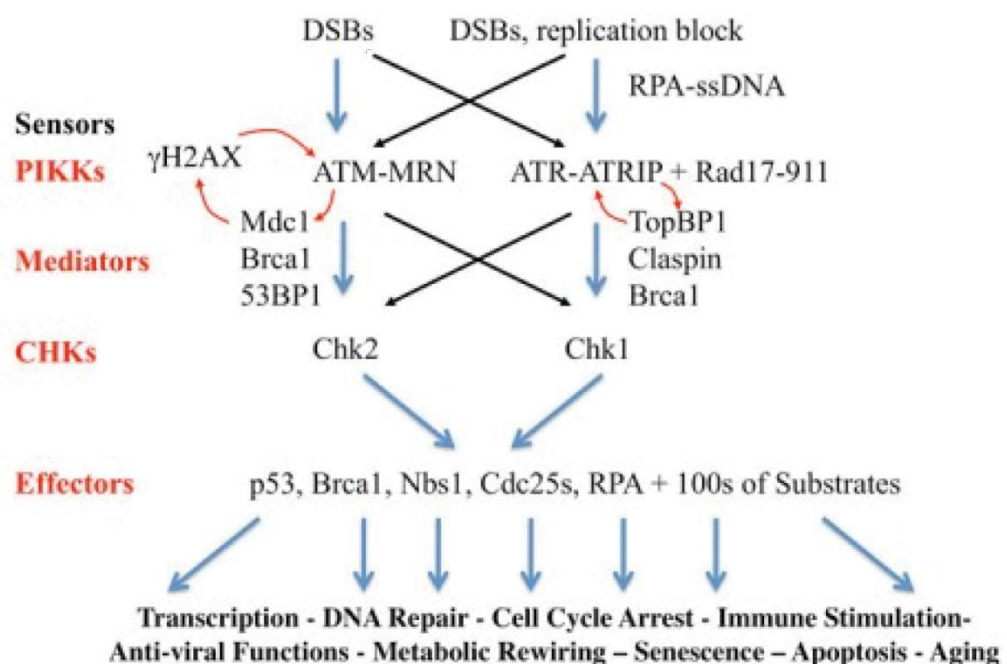 DSBs DSBs, replication block
RPA-ssDNA
Sensors
γH2AX
PIKKs ATM-MRN ATR-ATRIP + Rad17-911
Mdc1 TopBP1
Mediators Brca1 Claspin
53BP1 Brca1
CHKs Chk2 Chk1
Effectors p53, Brca1, Nbs1, Cdc25s, RPA + 100s of Substrates
Transcription - DNA Repair - Cell Cycle Arrest - Immune Stimulation-
Anti-viral Functions - Metabolic Rewiring – Senescence – Apoptosis - Aging